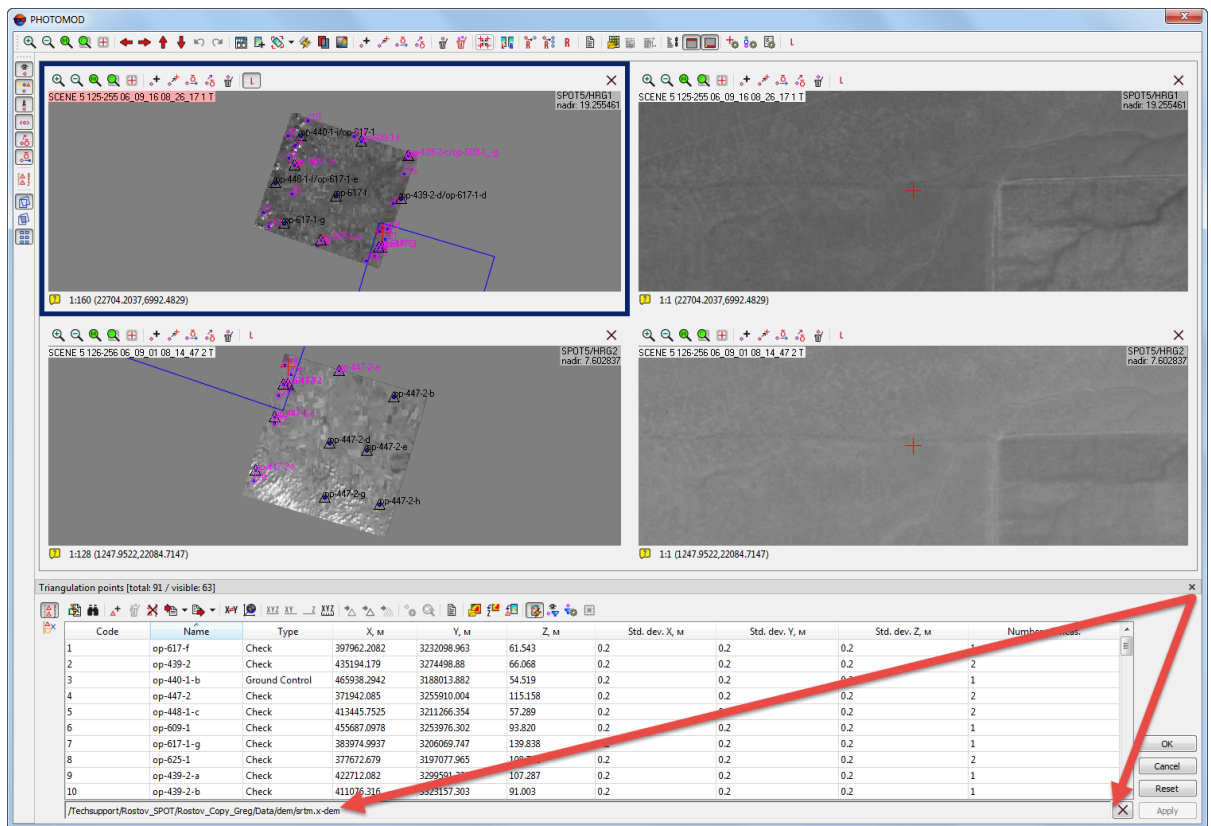 PHOTOMOD
R
L
L
SCENE 5 125-255 06_09_16 08_26_17 1 T
SPOT5/HRG1
nadir: 19.255461
op-440-1-i/op-617-1
op-448-1-f/op-617-1-e
op-617-f
op-439-2-d/op-617-1-d
op-617-1-g
1:160 (22704.2037,6992.4829)
L
SCENE 5 125-255 06_09_16 08_26_17 1 T
SPOT5/HRG1
nadir: 19.255461
1:1 (22704.2037,6992.4829)
L
SCENE 5 126-256 06_09_01 08_14_47 2 T
SPOT5/HRG2
nadir: 7.602837
op-447-2-a
op-447-2-b
op-447-2-d
op-447-2-e
op-447-2-g
op-447-2-h
1:128 (1247.9522,22084.7147)
L
SCENE 5 126-256 06_09_01 08_14_47 2 T
SPOT5/HRG2
nadir: 7.602837
1:1 (1247.9522,22084.7147)
Triangulation points [total: 91 / visible: 63]
Code Name Type X, м Y, м Z, м Std. dev. X, м Std. dev. Y, м Std. dev. Z, м
1 op-617-f Check 397962.2082 3232098.963 61.543 0.2 0.2 0.2 1
2 op-439-2 Check 435194.179 3274498.88 66.068 0.2 0.2 0.2 2
3 op-440-1-b Ground Control 465938.2942 3188013.882 54.519 0.2 0.2 0.2 1
4 op-447-2 Check 371942.085 3255910.004 115.158 0.2 0.2 0.2 2
5 op-448-1-c Check 413445.7525 3211266.354 57.289 0.2 0.2 2
6 op-609-1 Check 455687.0978 3253976.302 93.820 0.2 0.2 0.2 1
7 op-617-1-g Check 383974.9937 3206069.747 139.838 0.2 0.2 1
8 op-625-1 Check 377672.679 3197077.965 0.2 0.2 0.2 2
9 op-439-2-a Check 422712.082 107.287 0.2 0.2 0.2 1
10 op-439-2-b Check 411076.316 3323157.303 91.003 0.2 0.2 0.2 1
/Techsupport/Rostov_SPOT/Rostov_Copy_Greg/Data/dem/srtm.x-dem
OK
Cancel
Reset
Apply